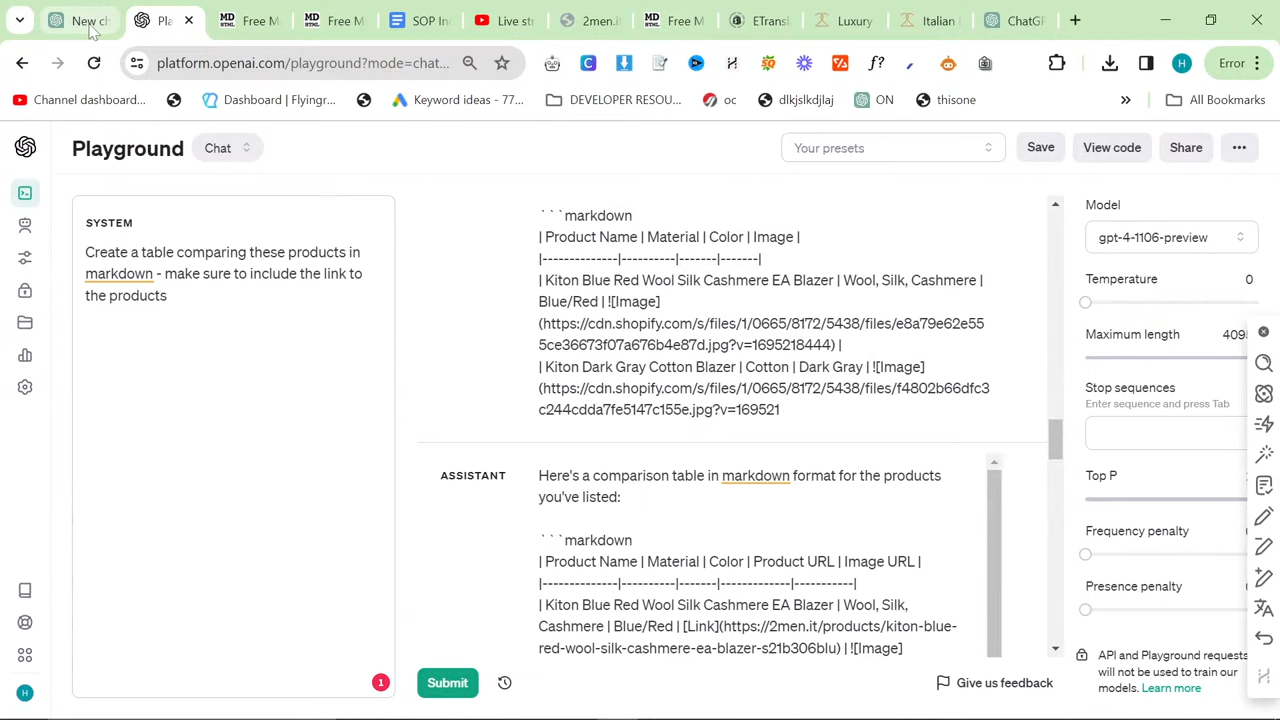 New ch
Pla
Free M
Free M
SOP In
Live str
2men.it
Free M
ETransl
Luxury
Italian L
ChatGP
platform.openai.com/playground?mode=chat...
Error
Channel dashboard...
Dashboard | Flyingr...
Keyword ideas - 77...
DEVELOPER RESOU...
oc
dlkjslkdjlaj
ON
thisone
»
All Bookmarks
Playground
Chat
Your presets
Save
View code
Share
SYSTEM
Create a table comparing these products in
markdown - make sure to include the link to
the products
1
```markdown
| Product Name | Material | Color | Image |
|--------------|----------|-------|-------|
| Kiton Blue Red Wool Silk Cashmere EA Blazer | Wool, Silk, Cashmere |
Blue/Red | ![Image]
(https://cdn.shopify.com/s/files/1/0665/8172/5438/files/e8a79e62e55
5ce36673f07a676b4e87d.jpg?v=1695218444) |
| Kiton Dark Gray Cotton Blazer | Cotton | Dark Gray | ![Image]
(https://cdn.shopify.com/s/files/1/0665/8172/5438/files/f4802b66dfc3
c244cdda7fe5147c155e.jpg?v=169521
ASSISTANT
Here's a comparison table in markdown format for the products
you've listed:
```markdown
| Product Name | Material | Color | Product URL | Image URL |
|--------------|----------|-------|-------------|-----------|
| Kiton Blue Red Wool Silk Cashmere EA Blazer | Wool, Silk,
Cashmere | Blue/Red | [Link](https://2men.it/products/kiton-blue-
red-wool-silk-cashmere-ea-blazer-s21b306blu) | ![Image]
Submit
Give us feedback
Model
gpt-4-1106-preview
Temperature 0
Maximum length 409
Stop sequences
Enter sequence and press Tab
Top P
Frequency penalty
Presence penalty
API and Playground requests
will not be used to train our
models. Learn more